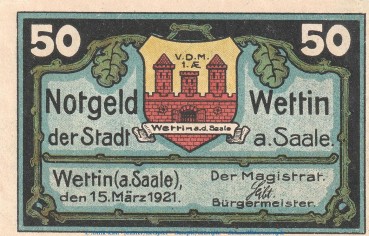 50 50
V.D.M.
1.Æ
Notgeld Wettin
der Stadt a. Saale.
Wettin a.d. Saale
Wettin (a. Saale), Der Magistrat.
den 15. März 1921.
Bürgermeister.